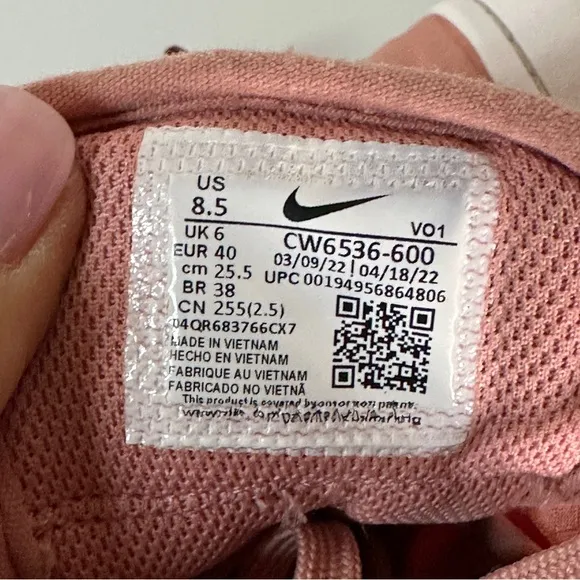 US
8.5
VO1
UK 6
CW6536-600
EUR 40
03/09/22 | 04/18/22
cm 25.5
UPC 00194956864806
BR 38
CN 255(2.5)
04QR683766CX7
MADE IN VIETNAM
HECHO EN VIETNAM
FABRIQUE AU VIETNAM
FABRICADO NO VIETNÃ
This product is covered by one or more patents.